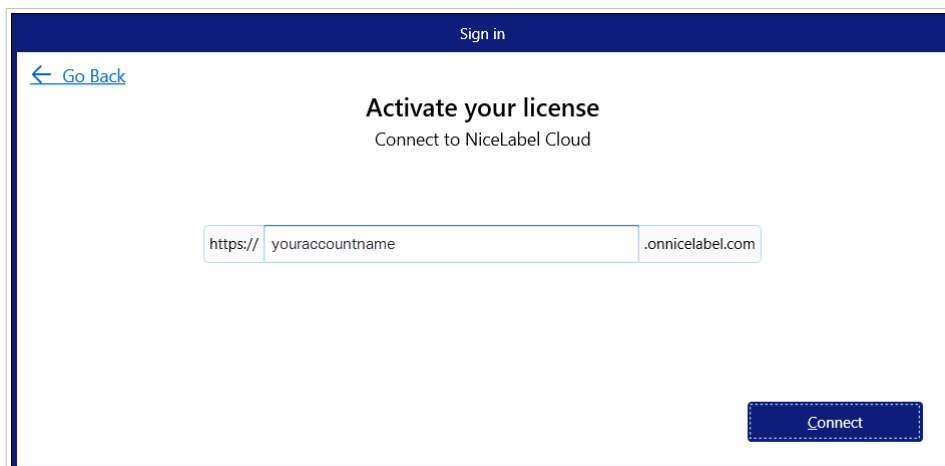 Sign in
Go Back
Activate your license
Connect to NiceLabel Cloud
https:// youraccountname .onnicelabel.com
Connect